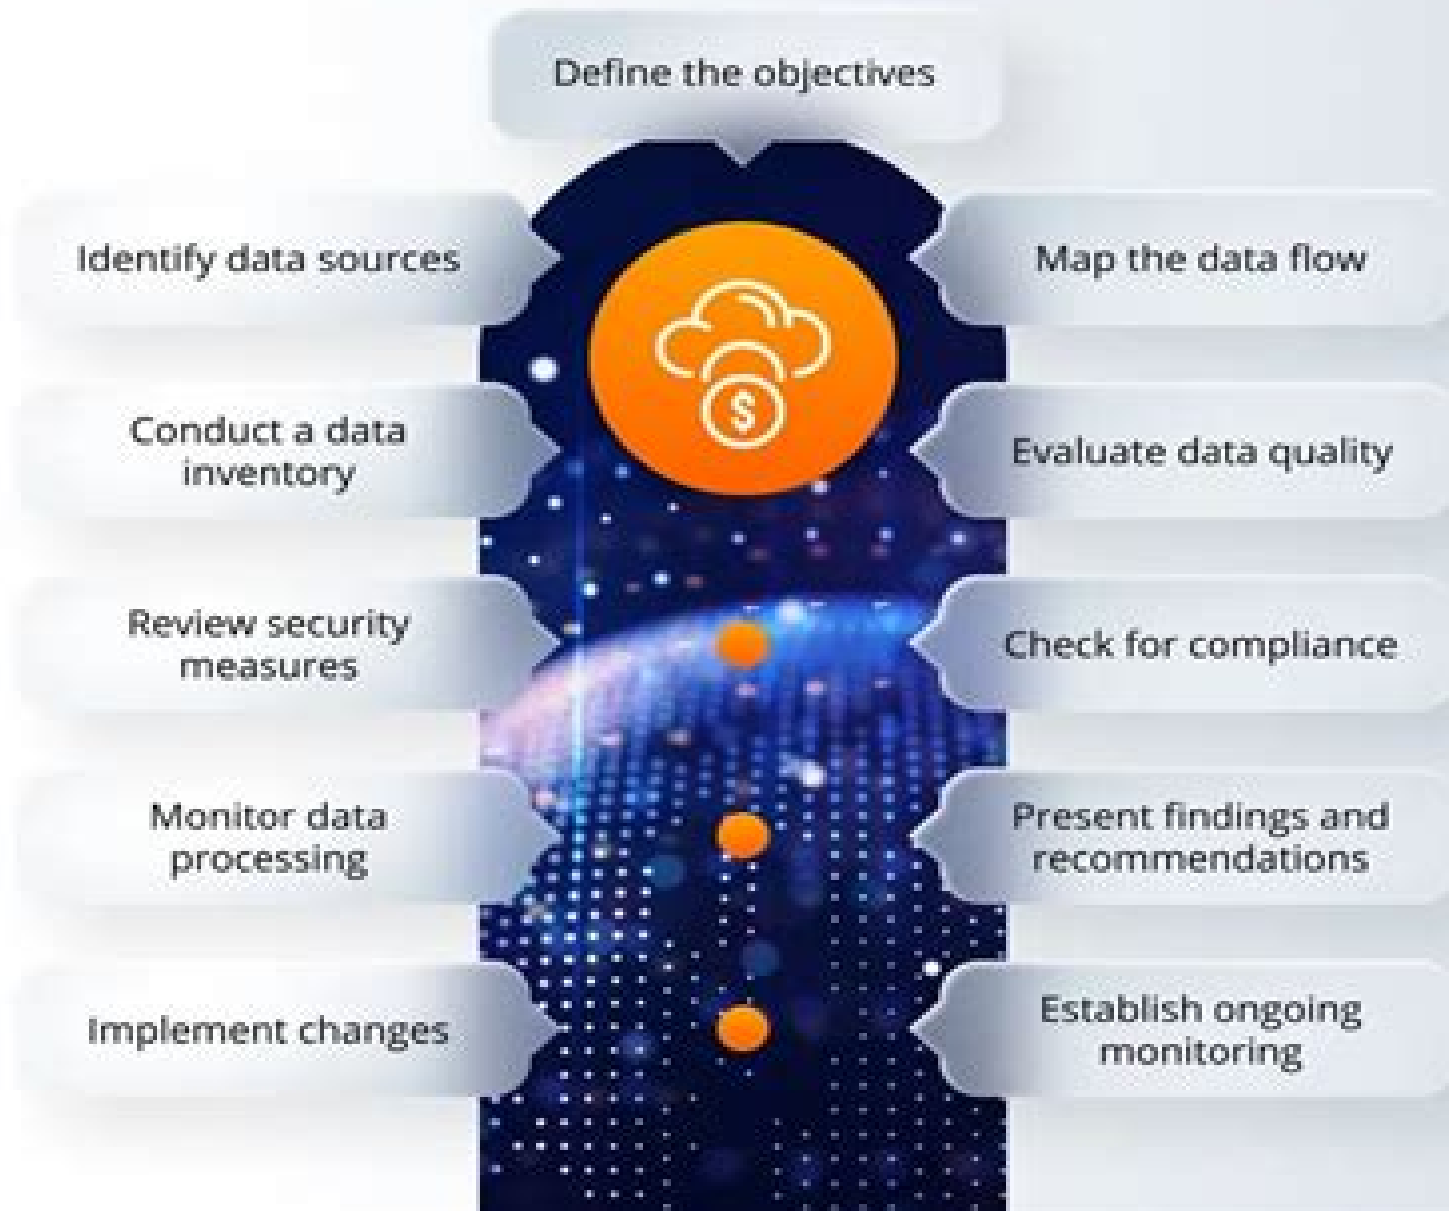 Define the objectives
Identify data sources
Map the data flow
$
Conduct a data
inventory
Evaluate data quality
Review security
measures
Check for compliance
Monitor data
processing
Present findings and
recommendations
Implement changes
Establish ongoing
monitoring